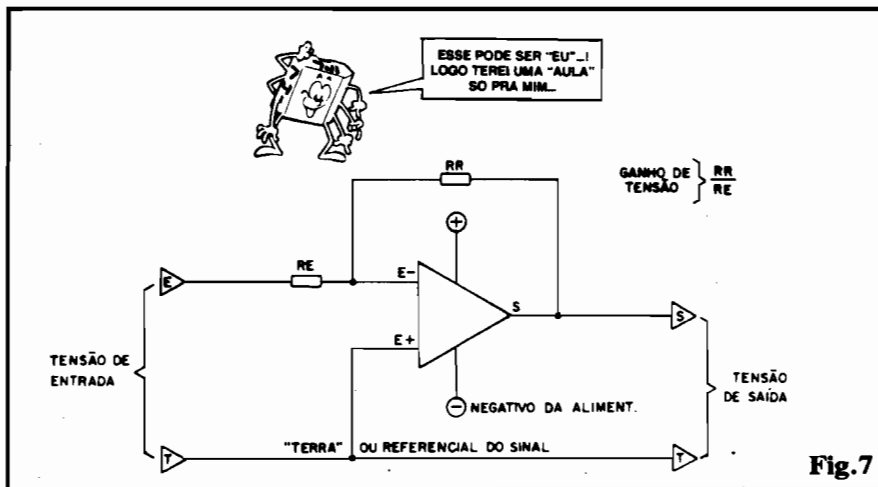 ESSE PODE SER "EU"...!
LOGO TEREI UMA "AULA"
SO PRA MIM...
RR
GANHO DE
TENSÃO
RR
RE
+
E
RE
E-
S
S
E+
TENSÃO DE
ENTRADA
TENSÃO
DE SAÍDA
- NEGATIVO DA ALIMENT.
T
"TERRA" OU REFERENCIAL DO SINAL
T
Fig.7